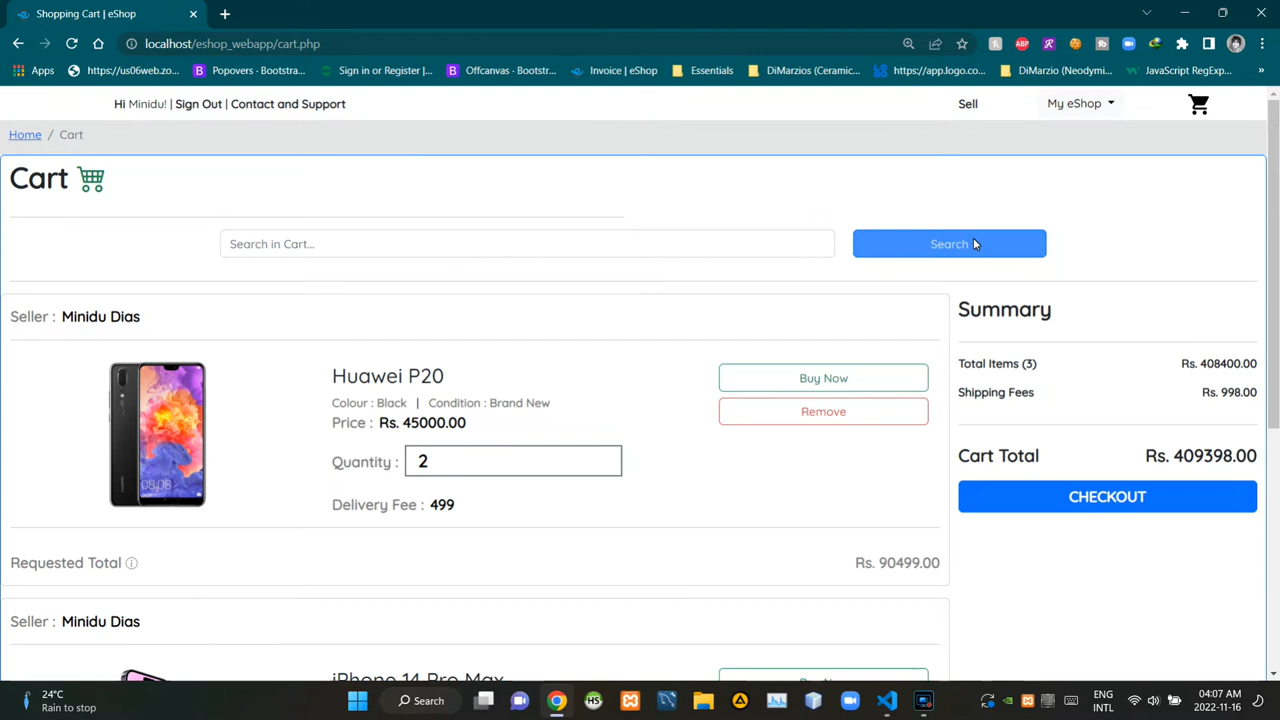 Shopping Cart | eShop
localhost/eshop_webapp/cart.php
Apps
https://us06web.zo...
Popovers · Bootstra...
Sign in or Register |...
Offcanvas · Bootstr...
Invoice | eShop
Essentials
DiMarzios (Ceramic...
https://app.logo.co...
DiMarzio (Neodymi...
JavaScript RegExp...
Hi Minidu! | Sign Out | Contact and Support
Sell
My eShop
Home / Cart
Cart
Search in Cart...
Search
Seller : Minidu Dias
Huawei P20
Colour : Black | Condition : Brand New
Price : Rs. 45000.00
Quantity : 2
Delivery Fee : 499
Buy Now
Remove
Requested Total
Rs. 90499.00
Summary
Total Items (3) Rs. 408400.00
Shipping Fees Rs. 998.00
Cart Total Rs. 409398.00
CHECKOUT
Seller : Minidu Dias
iPhone 14 Pro Max
24°C
Rain to stop
Search
ENG
INTL
04:07 AM
2022-11-16